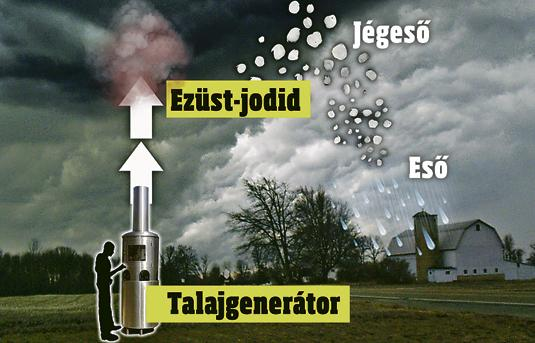 Jégeső
Ezüst-jodid
Eső
Talajgenerátor